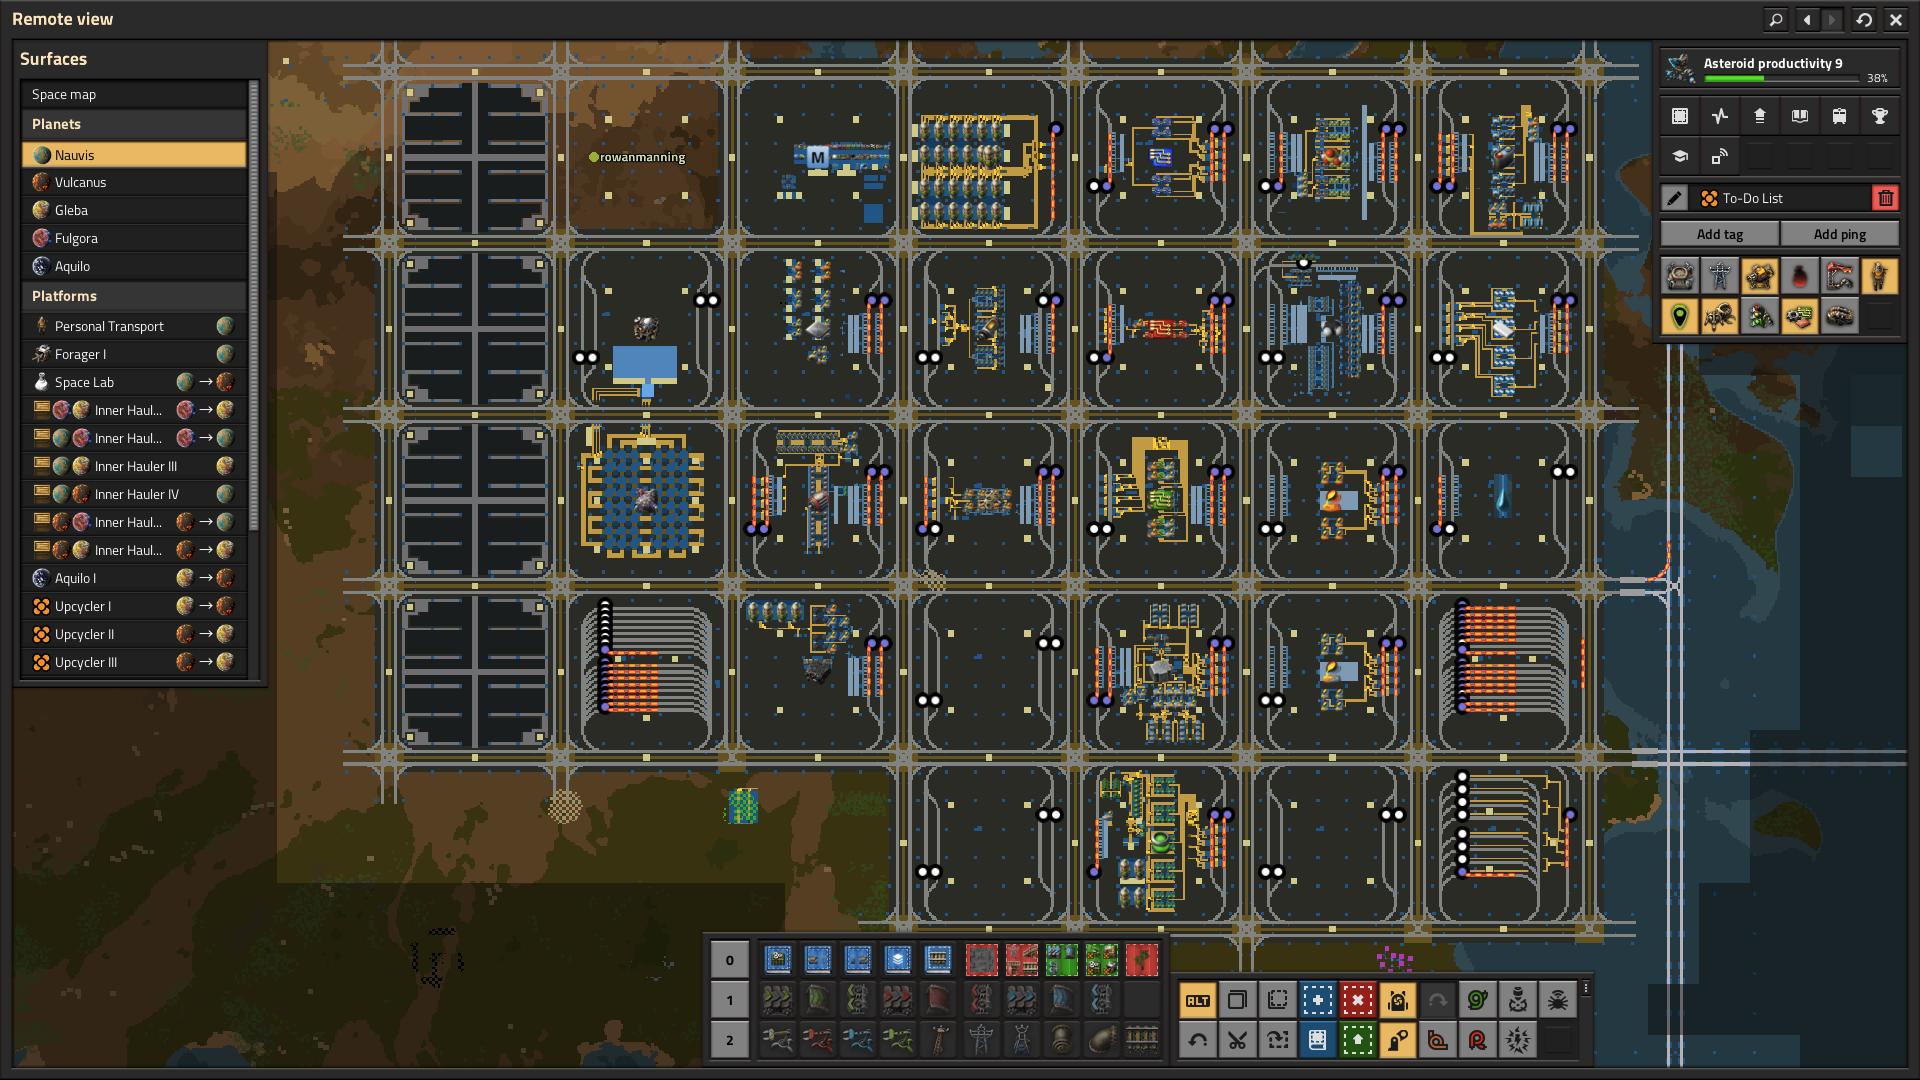 Remote view
Surfaces
Space map
Planets
Nauvis
Vulcanus
Gleba
Fulgora
Aquilo
Platforms
Personal Transport
Forager I
Space Lab
Inner Haul...
Inner Haul...
Inner Hauler III
Inner Hauler IV
Inner Haul...
Inner Haul...
Aquilo I
Upcycler I
Upcycler II
Upcycler III
rowanmanning
M
Asteroid productivity 9
38%
To-Do List
Add tag
Add ping
0
1
2
ALT